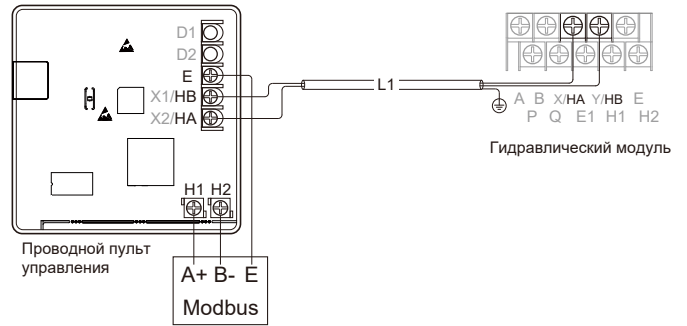 D1
D2
E
X1/HB
X2/HA
L1
A B X/HA Y/HB E
P Q E1 H1 H2
Гидравлический модуль
H1 H2
Проводной пульт
управления
A+ B- E
Modbus